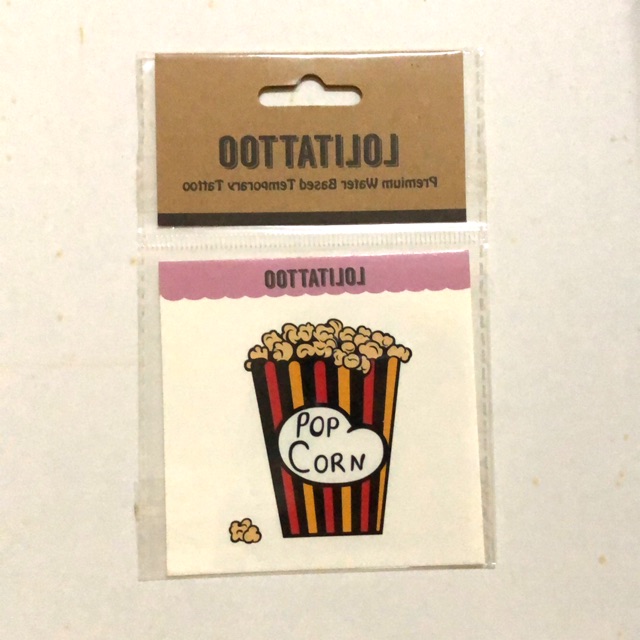 LOLITATTOO
Premium Water Based Temporary Tattoo
LOLITATTOO
POP
CORN